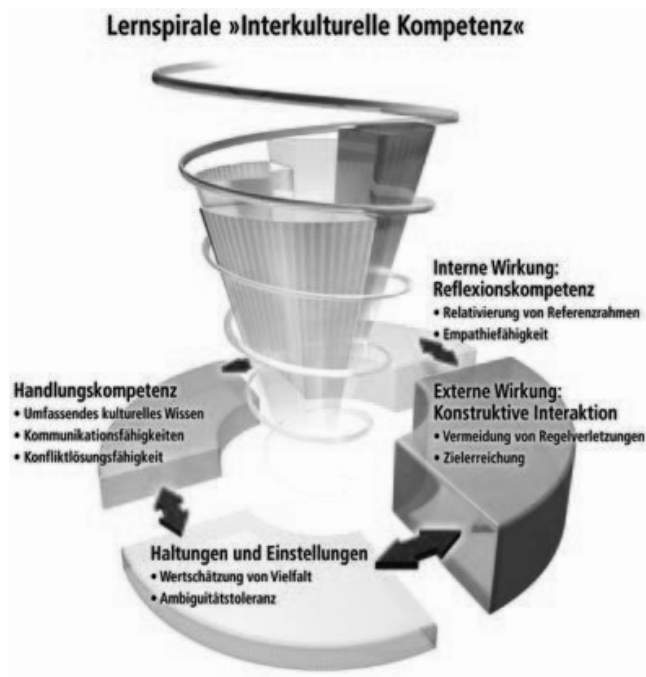 Lernspirale »Interkulturelle Kompetenz«
Interne Wirkung:
Reflexionskompetenz
• Relativierung von Referenzrahmen
• Empathiefähigkeit
Handlungskompetenz
• Umfassendes kulturelles Wissen
• Kommunikationsfähigkeiten
• Konfliktlösungsfähigkeit
Externe Wirkung:
Konstruktive Interaktion
• Vermeidung von Regelverletzungen
• Zielerreichung
Haltungen und Einstellungen
• Wertschätzung von Vielfalt
• Ambiguitätstoleranz